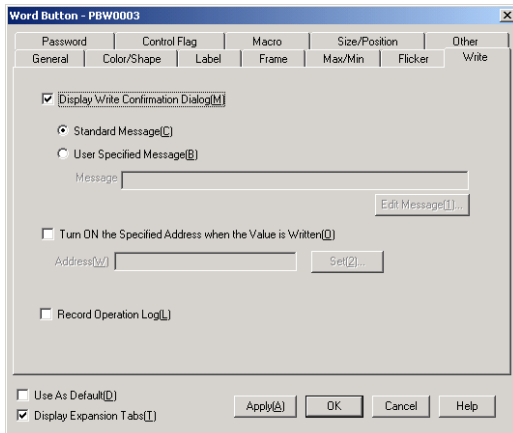 Word Button - PBW0003
Password Control Flag Macro Size/Position Other
General Color/Shape Label Frame Max/Min Flicker Write
Display Write Confirmation Dialog(M)
Standard Message(C)
User Specified Message(B)
Message
Edit Message(1)...
Turn ON the Specified Address when the Value is Written(O)
Address(W) Set(2)...
Record Operation Log(L)
Use As Default(D)
Display Expansion Tabs(T)
Apply(A) OK Cancel Help